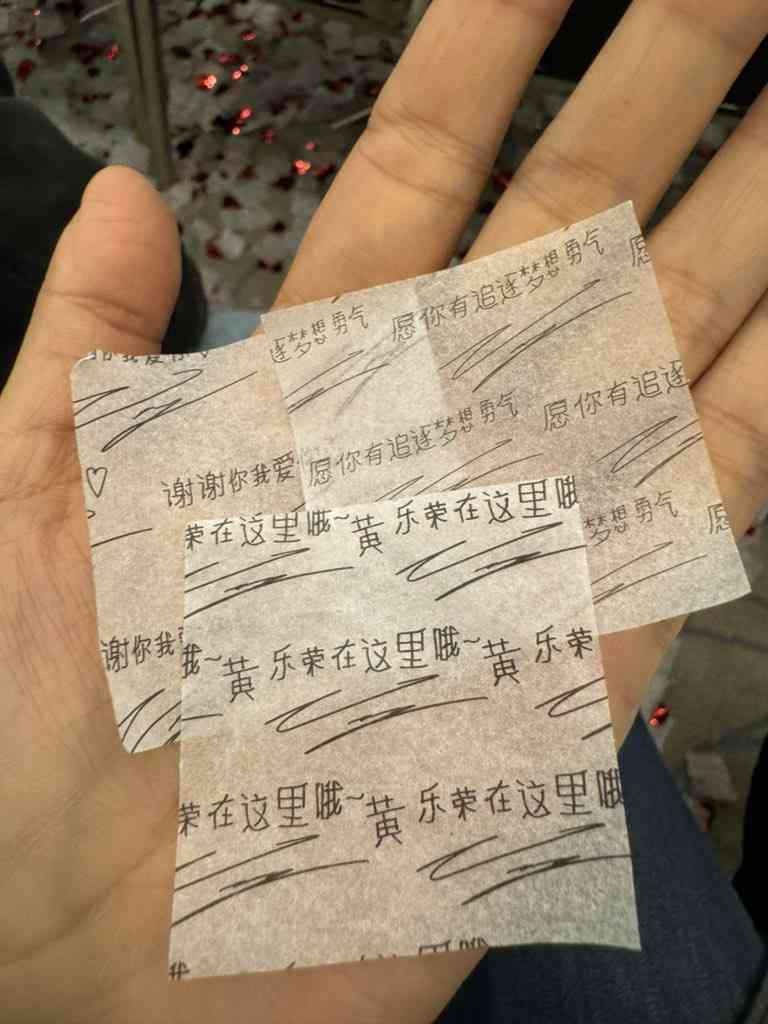 逐梦想勇气 愿你有追逐梦想勇气 愿
愿你有追逐梦想勇气 愿你有追逐
梦想勇气 愿
你我爱你
♡ 谢谢你我爱
谢你我爱
荣在这里哦~黄乐荣在这里哦
哦~黄乐荣在这里哦~黄乐荣
荣在这里哦~黄乐荣在这里哦